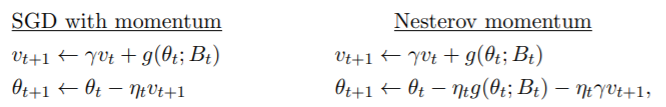 SGD with momentum
v_{t+1} ← γv_t + g(θ_t; B_t)
θ_{t+1} ← θ_t − η_t v_{t+1}
Nesterov momentum
v_{t+1} ← γv_t + g(θ_t; B_t)
θ_{t+1} ← θ_t − η_t g(θ_t; B_t) − η_t γv_{t+1},